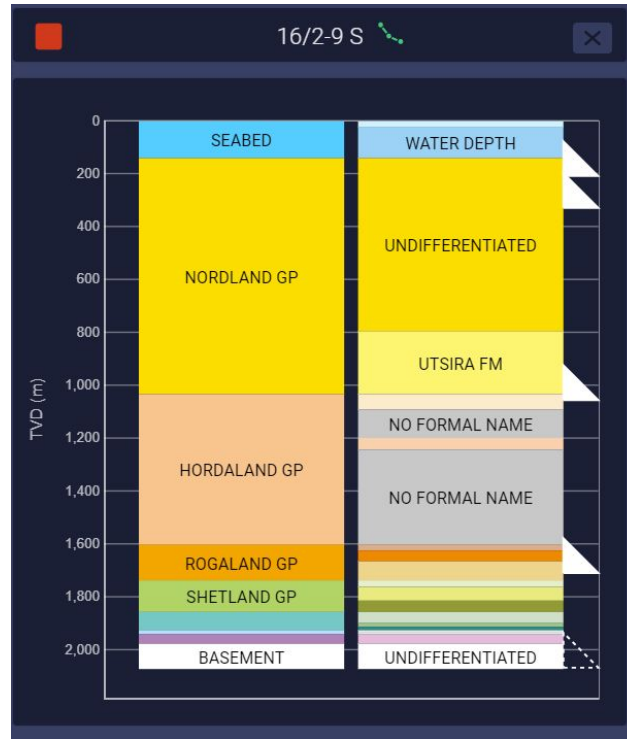 16/2-9 S
TVD (m)
0
200
400
600
800
1,000
1,200
1,400
1,600
1,800
2,000
SEABED
NORDLAND GP
HORDALAND GP
ROGALAND GP
SHETLAND GP
BASEMENT
WATER DEPTH
UNDIFFERENTIATED
UTSIRA FM
NO FORMAL NAME
NO FORMAL NAME
UNDIFFERENTIATED